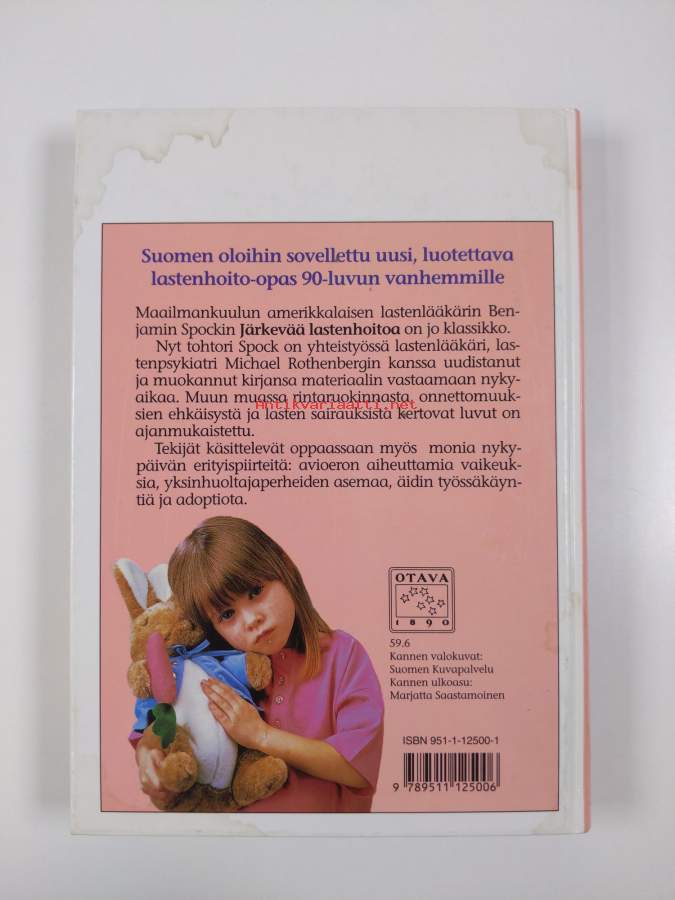 Suomen oloihin sovellettu uusi, luotettava
lastenhoito-opas 90-luvun vanhemmille
Maailmankuulun amerikkalaisen lastenlääkärin Ben-
jamin Spockin Järkevää lastenhoitoa on jo klassikko.
Nyt tohtori Spock on yhteistyössä lastenlääkäri, las-
tenpsykiatri Michael Rothenbergin kanssa uudistanut
ja muokannut kirjansa materiaalin vastaamaan nyky-
aikaa. Muun muassa rintaruokinnasta, onnettomuuk-
Antikvariaatti.net
sien ehkäisystä ja lasten sairauksista kertovat luvut on
ajanmukaistettu.
Tekijät käsittelevät oppaassaan myös monia nyky-
päivän erityispiirteitä: avioeron aiheuttamia vaikeuk-
sia, yksinhuoltajaperheiden asemaa, äidin työssäkäyn-
tiä ja adoptiota.
OTAVA
1890
59.6
Kannen valokuvat:
Suomen Kuvapalvelu
Kannen ulkoasu:
Marjatta Saastamoinen
ISBN 951-1-12500-1
9 789511 125006